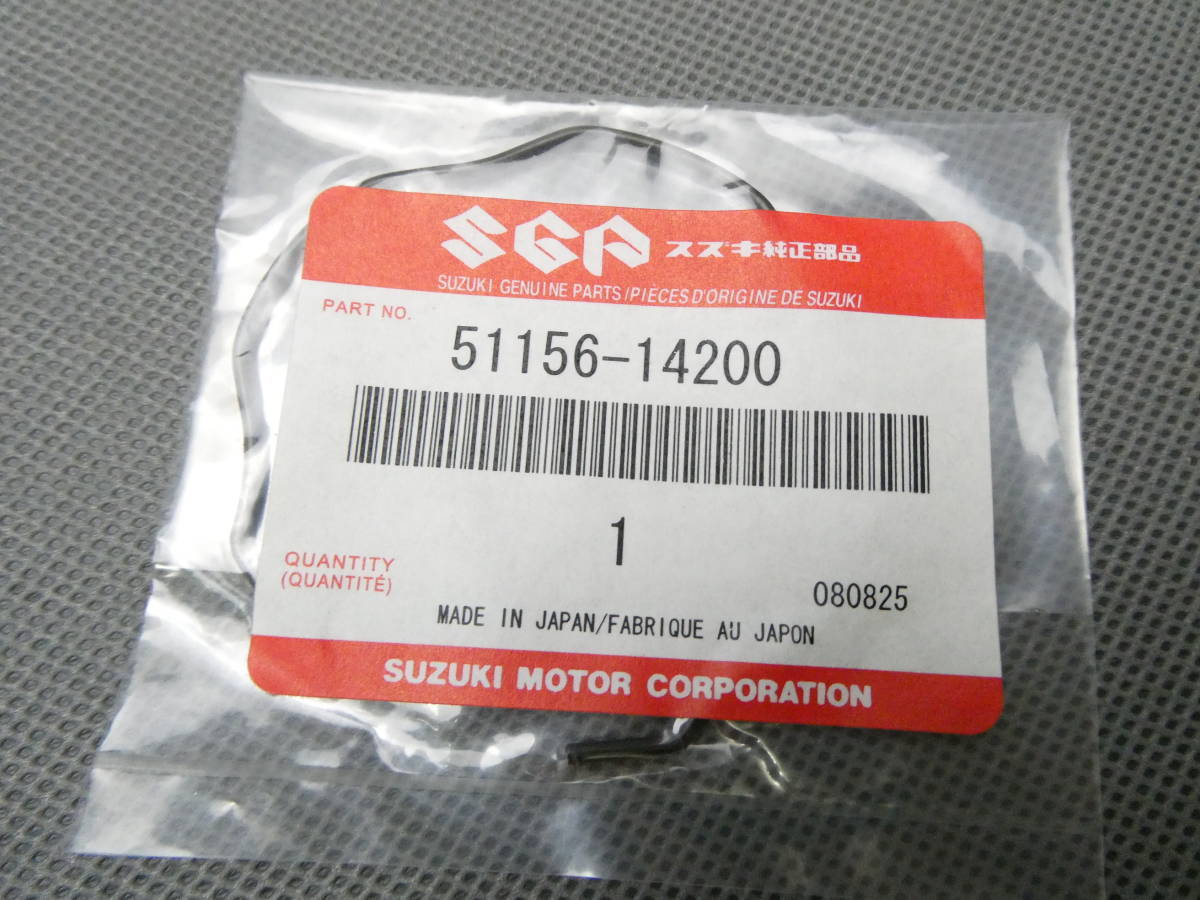 SGP スズキ純正部品
SUZUKI GENUINE PARTS/PIÈCES D'ORIGINE DE SUZUKI
PART NO.
51156-14200
1
QUANTITY
(QUANTITÉ)
080825
MADE IN JAPAN/FABRIQUE AU JAPON
SUZUKI MOTOR CORPORATION